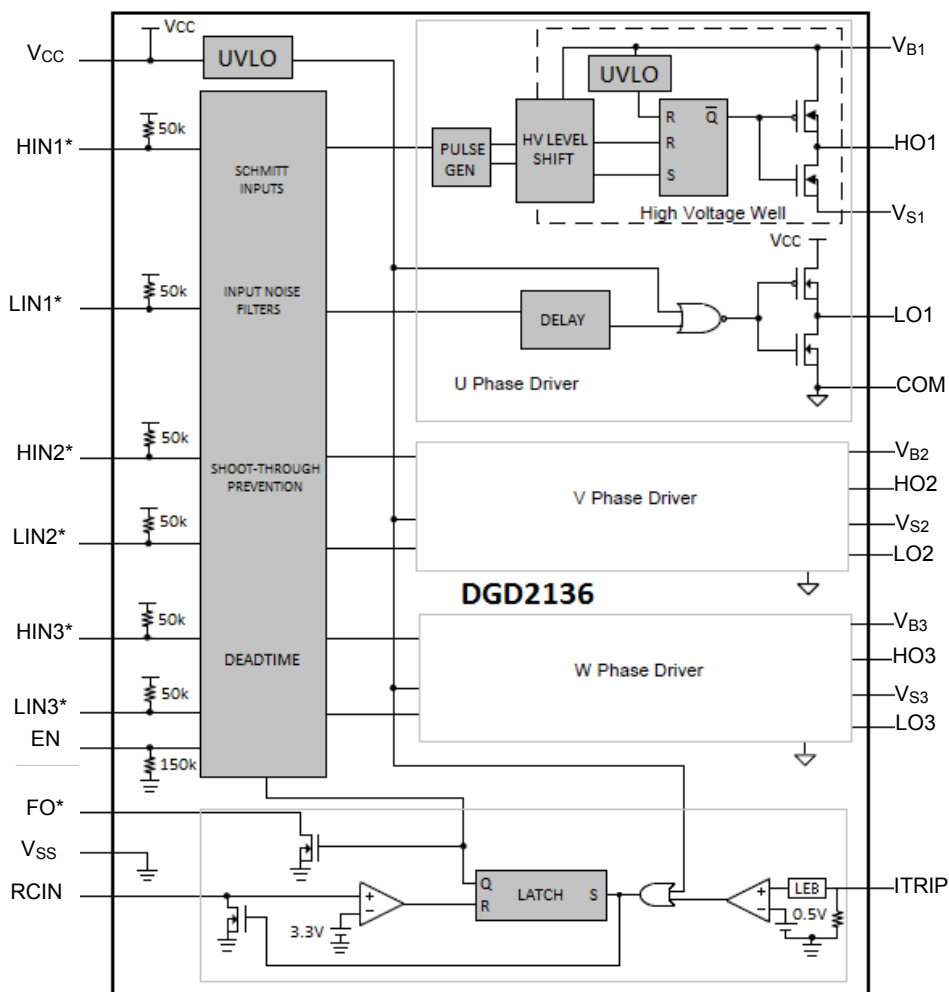 VCC
VCC
UVLO
VB1
UVLO
50k
HIN1*
SCHMITT
INPUTS
PULSE
GEN
HV LEVEL
SHIFT
R
Q
R
S
HO1
High Voltage Well
VS1
VCC
50k
LIN1*
INPUT NOISE
FILTERS
DELAY
LO1
U Phase Driver
COM
50k
HIN2*
SHOOT-THROUGH
PREVENTION
V Phase Driver
VB2
HO2
50k
LIN2*
VS2
LO2
DGD2136
50k
HIN3*
DEADTIME
W Phase Driver
VB3
HO3
50k
LIN3*
VS3
LO3
EN
150k
FO*
VSS
RCIN
3.3V
Q
R
LATCH
S
LEB
0.5V
ITRIP